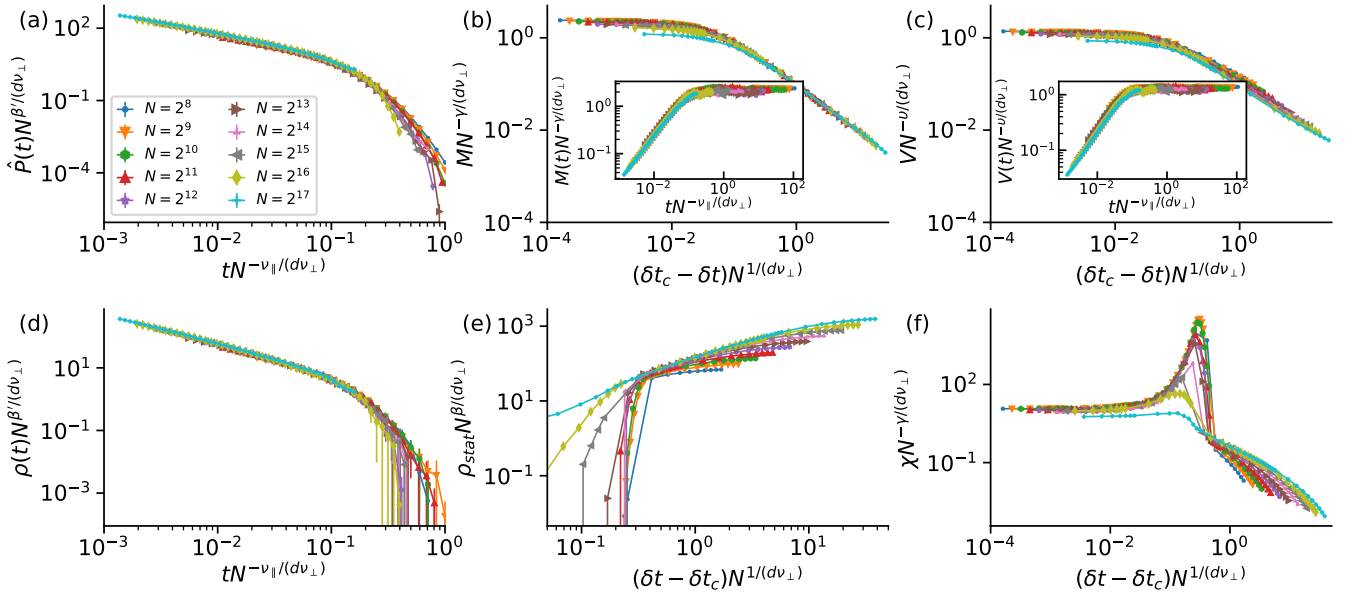 (a)
P̂(t)N^{β′/(dν⊥)}
10^2
10^{−1}
10^{−4}
N = 2^8
N = 2^9
N = 2^{10}
N = 2^{11}
N = 2^{12}
N = 2^{13}
N = 2^{14}
N = 2^{15}
N = 2^{16}
N = 2^{17}
10^{−3}
10^{−2}
10^{−1}
10^0
tN^{−ν∥/(dν⊥)}
(b)
MN^{−γ/(dν⊥)}
10^0
10^{−2}
10^{−4}
M(t)N^{−γ/(dν⊥)}
10^0
10^{−1}
10^{−2}
10^0
10^2
tN^{−ν∥/(dν⊥)}
10^{−4}
10^{−2}
10^0
(δt_c − δt)N^{1/(dν⊥)}
(c)
VN^{−υ/(dν⊥)}
10^0
10^{−2}
10^{−4}
V(t)N^{−υ/(dν⊥)}
10^0
10^{−1}
10^{−2}
10^0
10^2
tN^{−ν∥/(dν⊥)}
10^{−4}
10^{−2}
10^0
(δt_c − δt)N^{1/(dν⊥)}
(d)
ρ(t)N^{β′/(dν⊥)}
10^1
10^{−1}
10^{−3}
10^{−3}
10^{−2}
10^{−1}
10^0
tN^{−ν∥/(dν⊥)}
(e)
ρ_{stat}N^{β/(dν⊥)}
10^3
10^1
10^{−1}
10^{−1}
10^0
10^1
(δt − δt_c)N^{1/(dν⊥)}
(f)
χN^{−γ/(dν⊥)}
10^2
10^{−1}
10^{−4}
10^{−2}
10^0
(δt − δt_c)N^{1/(dν⊥)}